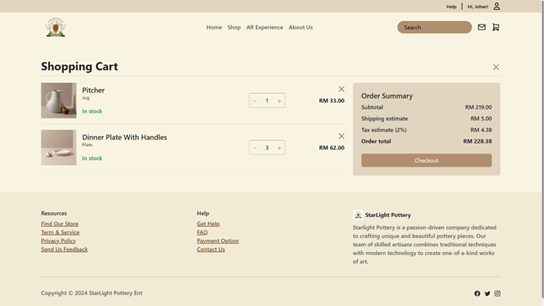 Help
Hi, Johan!
Home Shop AR Experience About Us
Search
Shopping Cart
Pitcher
Jug
In stock
− 1 +
RM 33.00
Dinner Plate With Handles
Plate
In stock
− 3 +
RM 62.00
Order Summary
Subtotal RM 219.00
Shipping estimate RM 5.00
Tax estimate (2%) RM 4.38
Order total RM 228.38
Checkout
Resources
Find Our Store
Term & Service
Privacy Policy
Send Us Feedback
Help
Get Help
FAQ
Payment Option
Contact Us
StarLight Pottery
Starlight Pottery is a passion-driven company dedicated
to crafting unique and beautiful pottery pieces. Our
team of skilled artisans combines traditional techniques
with modern technology to create one-of-a-kind works
of art.
Copyright © 2024 StarLight Pottery Ent